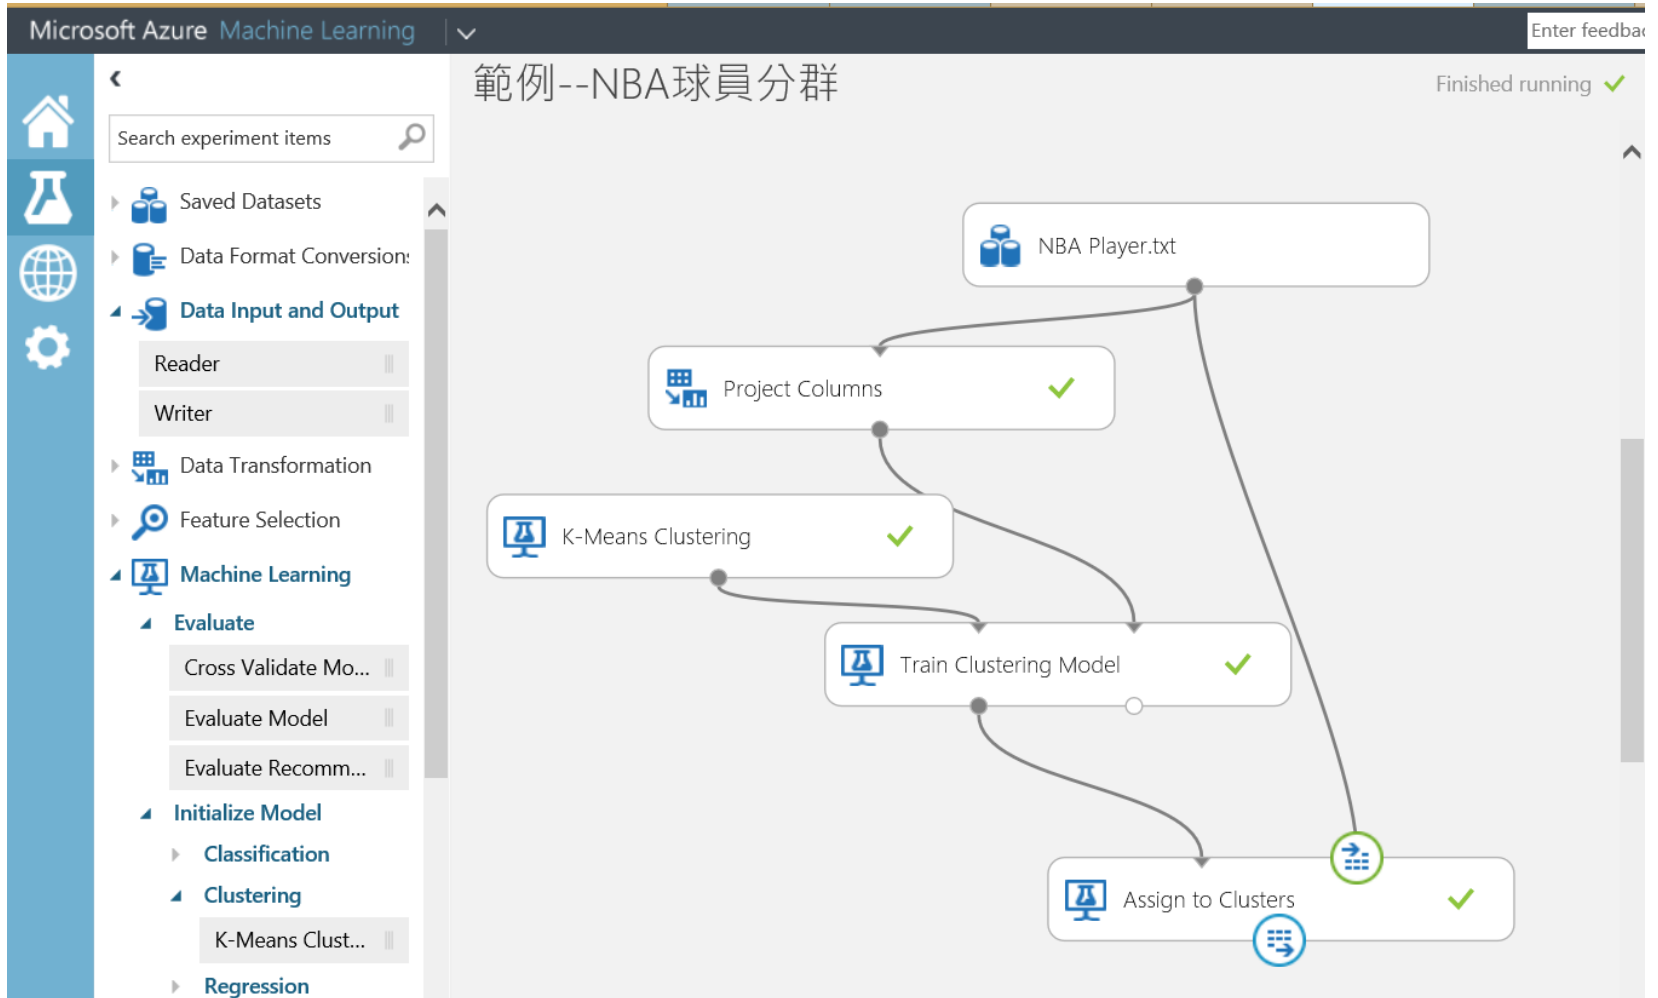 Microsoft Azure Machine Learning
Enter feedbac
範例--NBA球員分群
Finished running
Search experiment items
Saved Datasets
Data Format Conversions
Data Input and Output
Reader
Writer
Data Transformation
Feature Selection
Machine Learning
Evaluate
Cross Validate Mo...
Evaluate Model
Evaluate Recomm...
Initialize Model
Classification
Clustering
K-Means Clust...
Regression
NBA Player.txt
Project Columns
K-Means Clustering
Train Clustering Model
Assign to Clusters